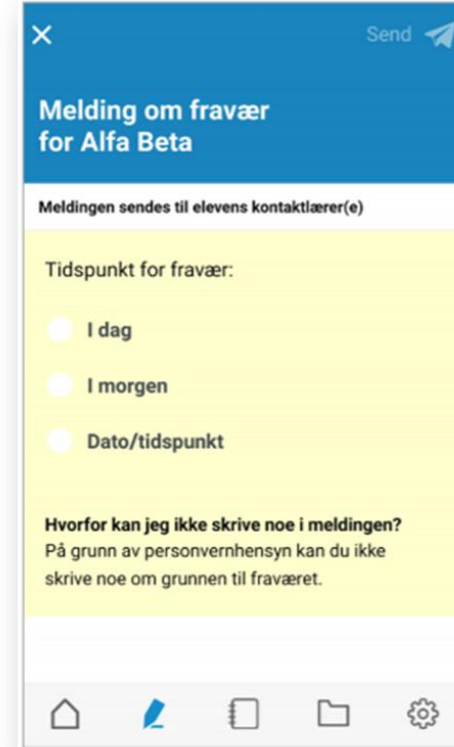 Send
Melding om fravær
for Alfa Beta
Meldingen sendes til elevens kontaktlærer(e)
Tidspunkt for fravær:
I dag
I morgen
Dato/tidspunkt
Hvorfor kan jeg ikke skrive noe i meldingen?
På grunn av personvernhensyn kan du ikke
skrive noe om grunnen til fraværet.